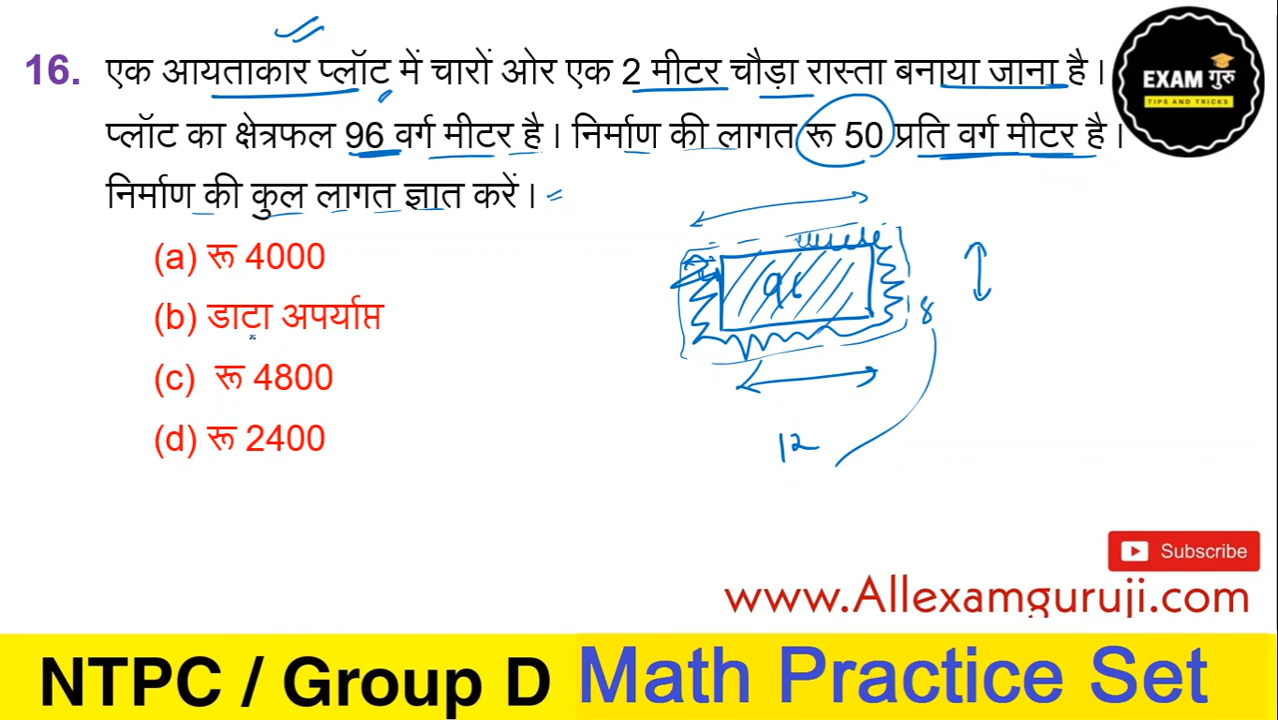 16. एक आयताकार प्लॉट में चारों ओर एक 2 मीटर चौड़ा रास्ता बनाया जाना है।
प्लॉट का क्षेत्रफल 96 वर्ग मीटर है। निर्माण की लागत रू 50 प्रति वर्ग मीटर है।
निर्माण की कुल लागत ज्ञात करें।
EXAM गुरु
TIPS AND TRICKS
(a) रू 4000
(b) डाटा अपर्याप्त
(c) रू 4800
(d) रू 2400
96
8
12
Subscribe
www.Allexamguruji.com
NTPC / Group D Math Practice Set